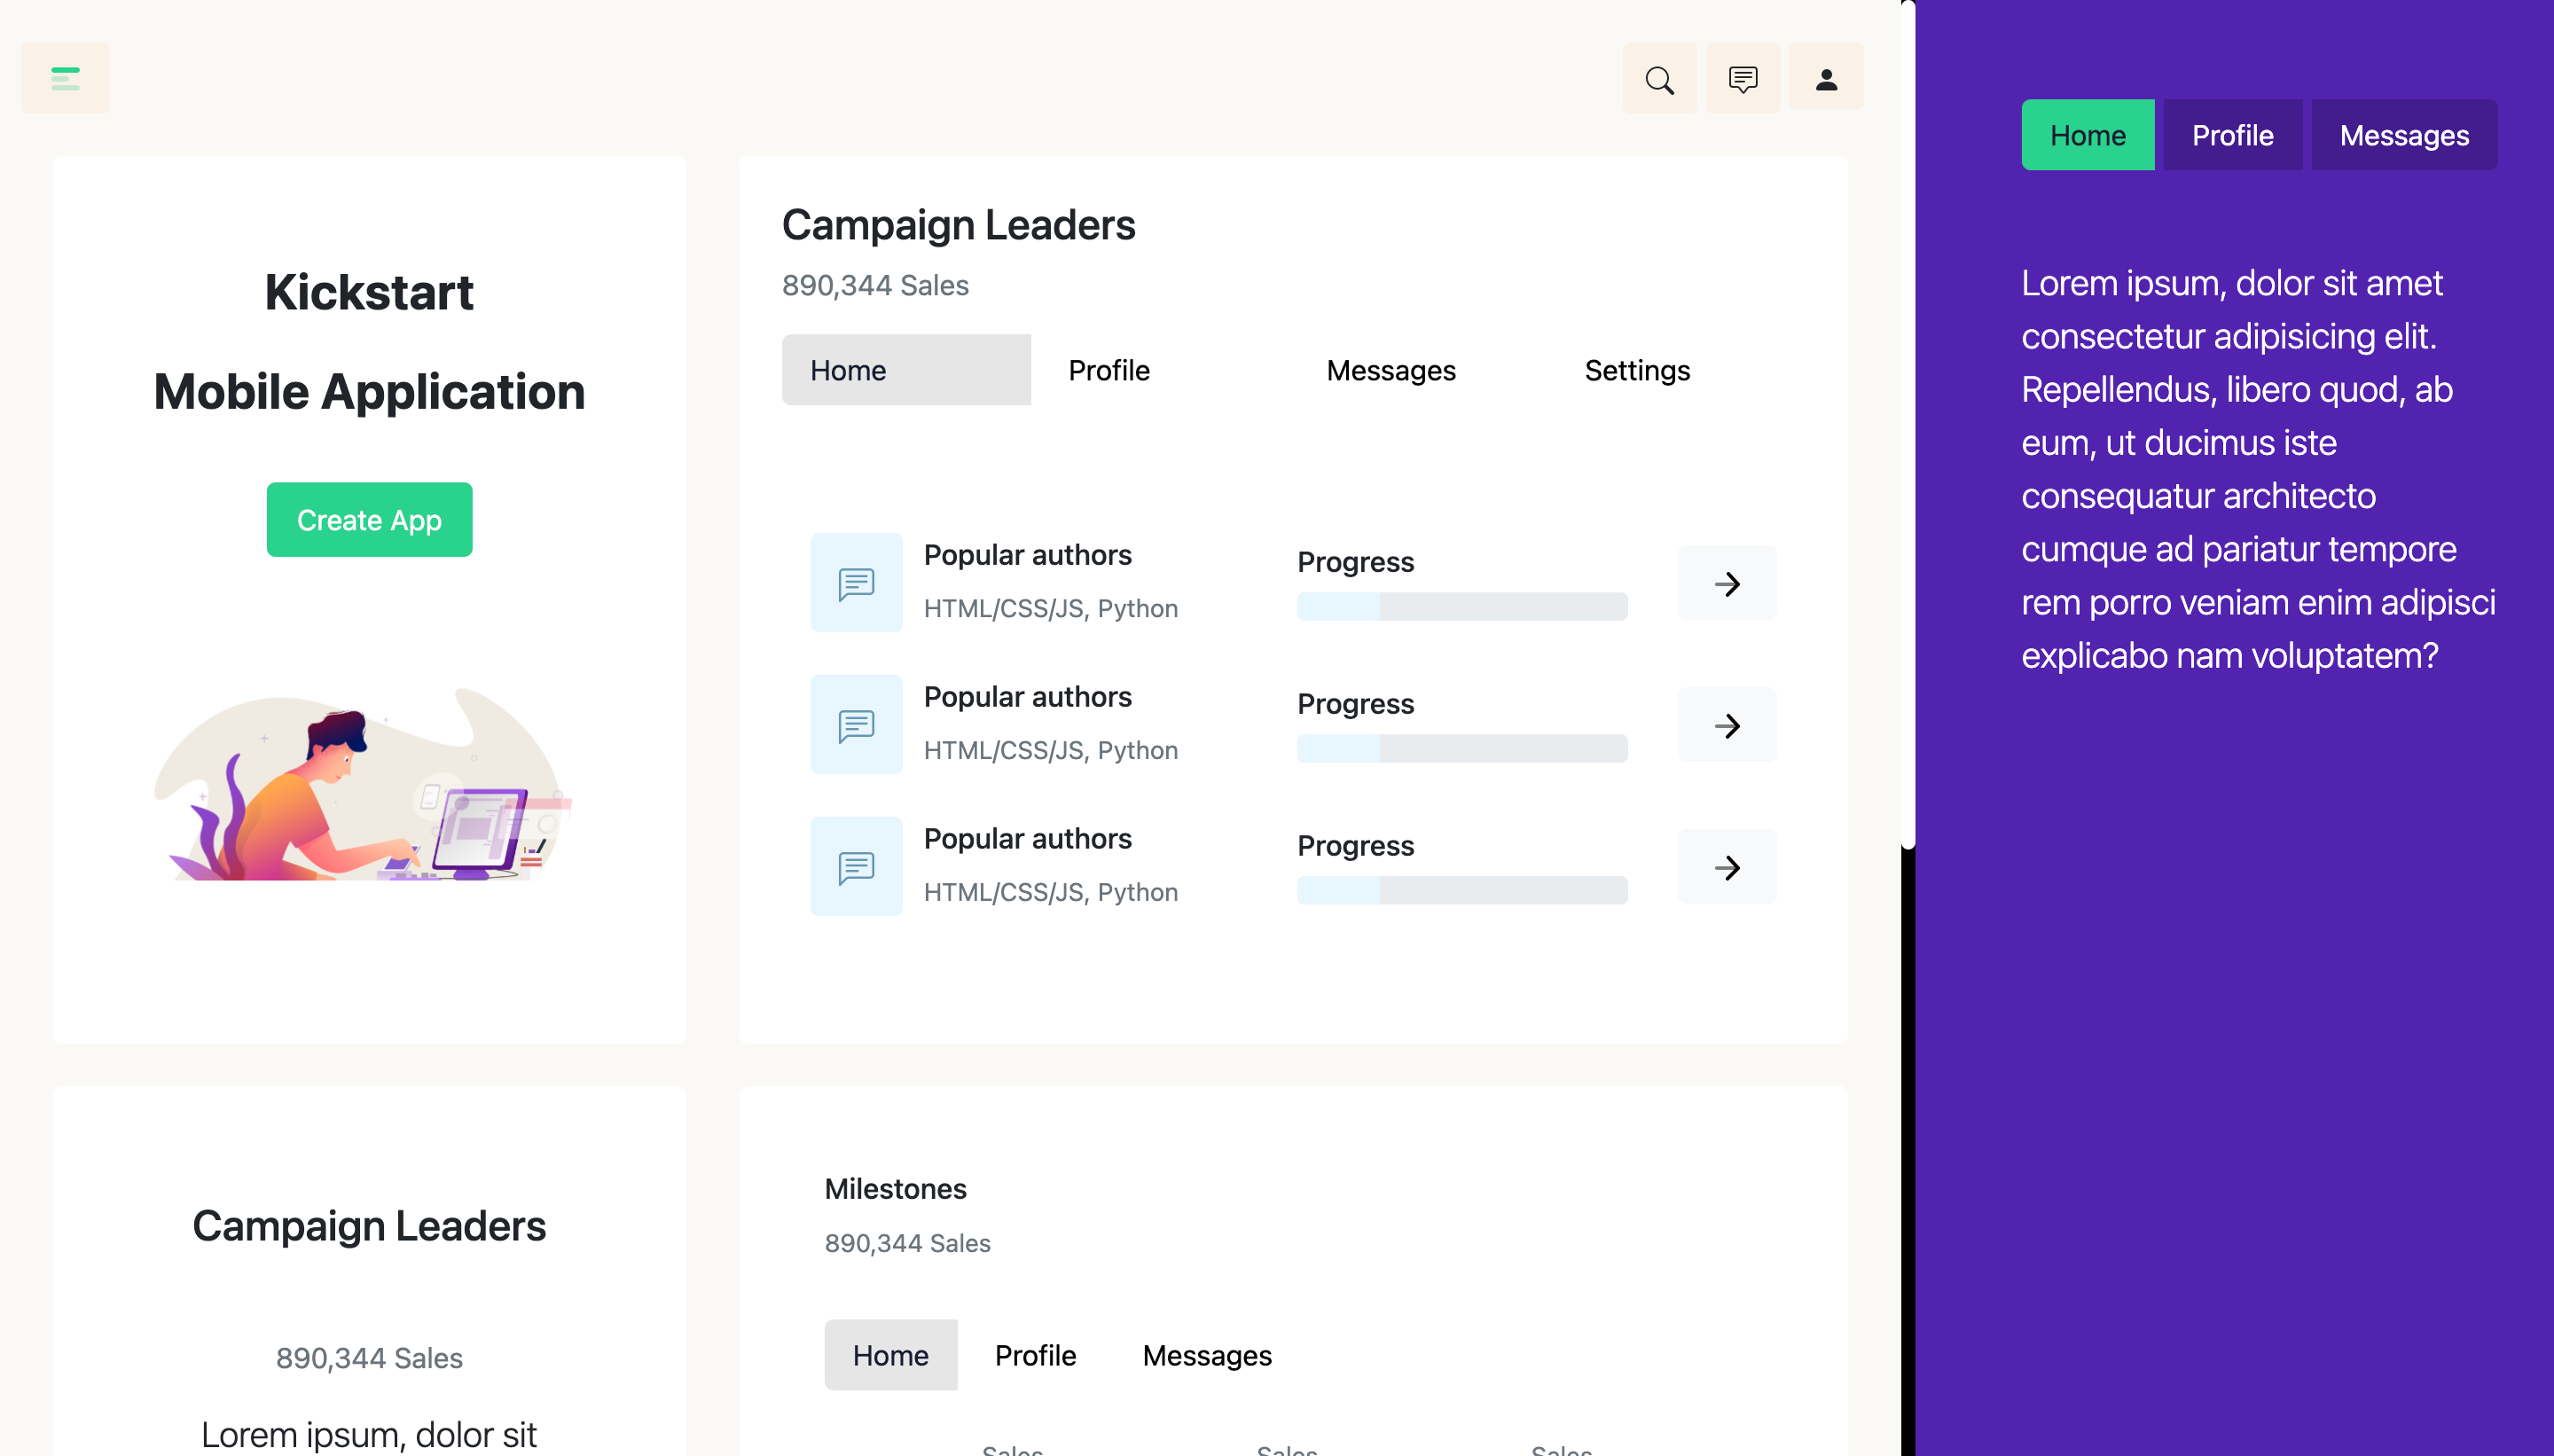 Kickstart
Mobile Application
Create App
Campaign Leaders
890,344 Sales
Home Profile Messages Settings
Popular authors
HTML/CSS/JS, Python
Progress
Popular authors
HTML/CSS/JS, Python
Progress
Popular authors
HTML/CSS/JS, Python
Progress
Campaign Leaders
890,344 Sales
Lorem ipsum, dolor sit
Milestones
890,344 Sales
Home Profile Messages
Sales Sales Sales
Home Profile Messages
Lorem ipsum, dolor sit amet
consectetur adipisicing elit.
Repellendus, libero quod, ab
eum, ut ducimus iste
consequatur architecto
cumque ad pariatur tempore
rem porro veniam enim adipisci
explicabo nam voluptatem?